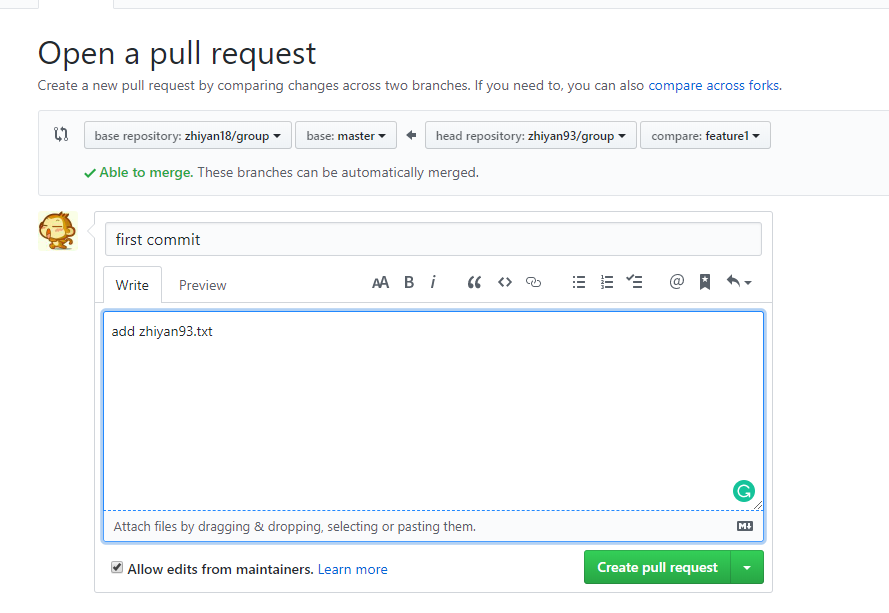 Open a pull request
Create a new pull request by comparing changes across two branches. If you need to, you can also compare across forks.
base repository: zhiyan18/group base: master head repository: zhiyan93/group compare: feature1
Able to merge. These branches can be automatically merged.
first commit
Write Preview AA B i @
add zhiyan93.txt
Attach files by dragging & dropping, selecting or pasting them.
Allow edits from maintainers. Learn more Create pull request